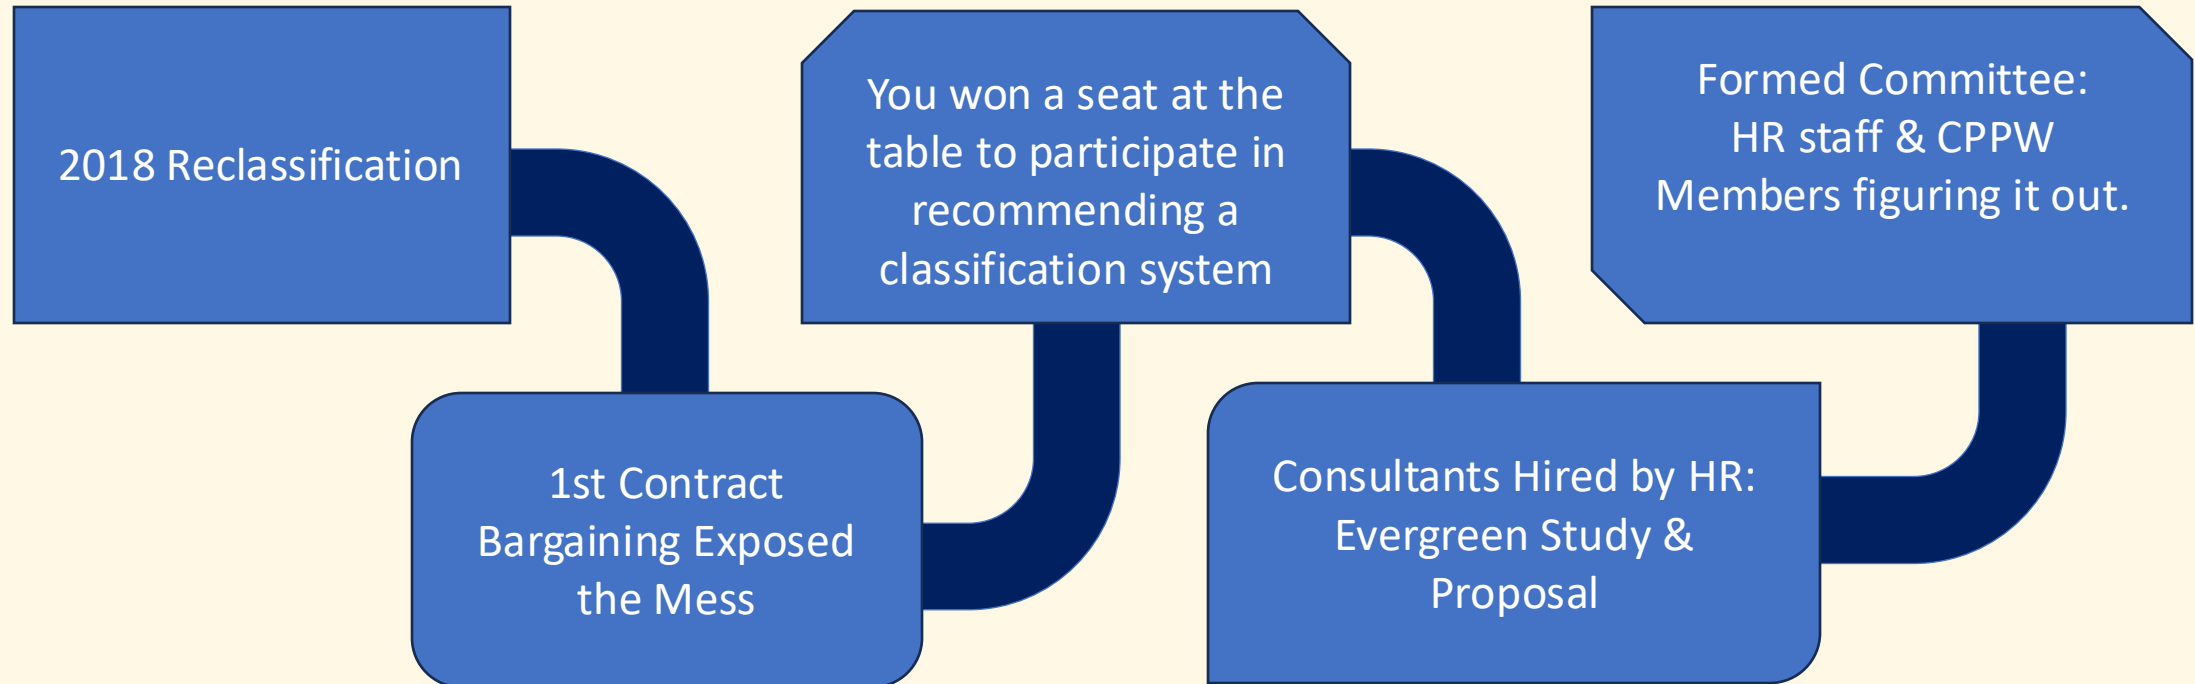 2018 Reclassification
1st Contract
Bargaining Exposed
the Mess
You won a seat at the
table to participate in
recommending a
classification system
Consultants Hired by HR:
Evergreen Study &
Proposal
Formed Committee:
HR staff & CPPW
Members figuring it out.